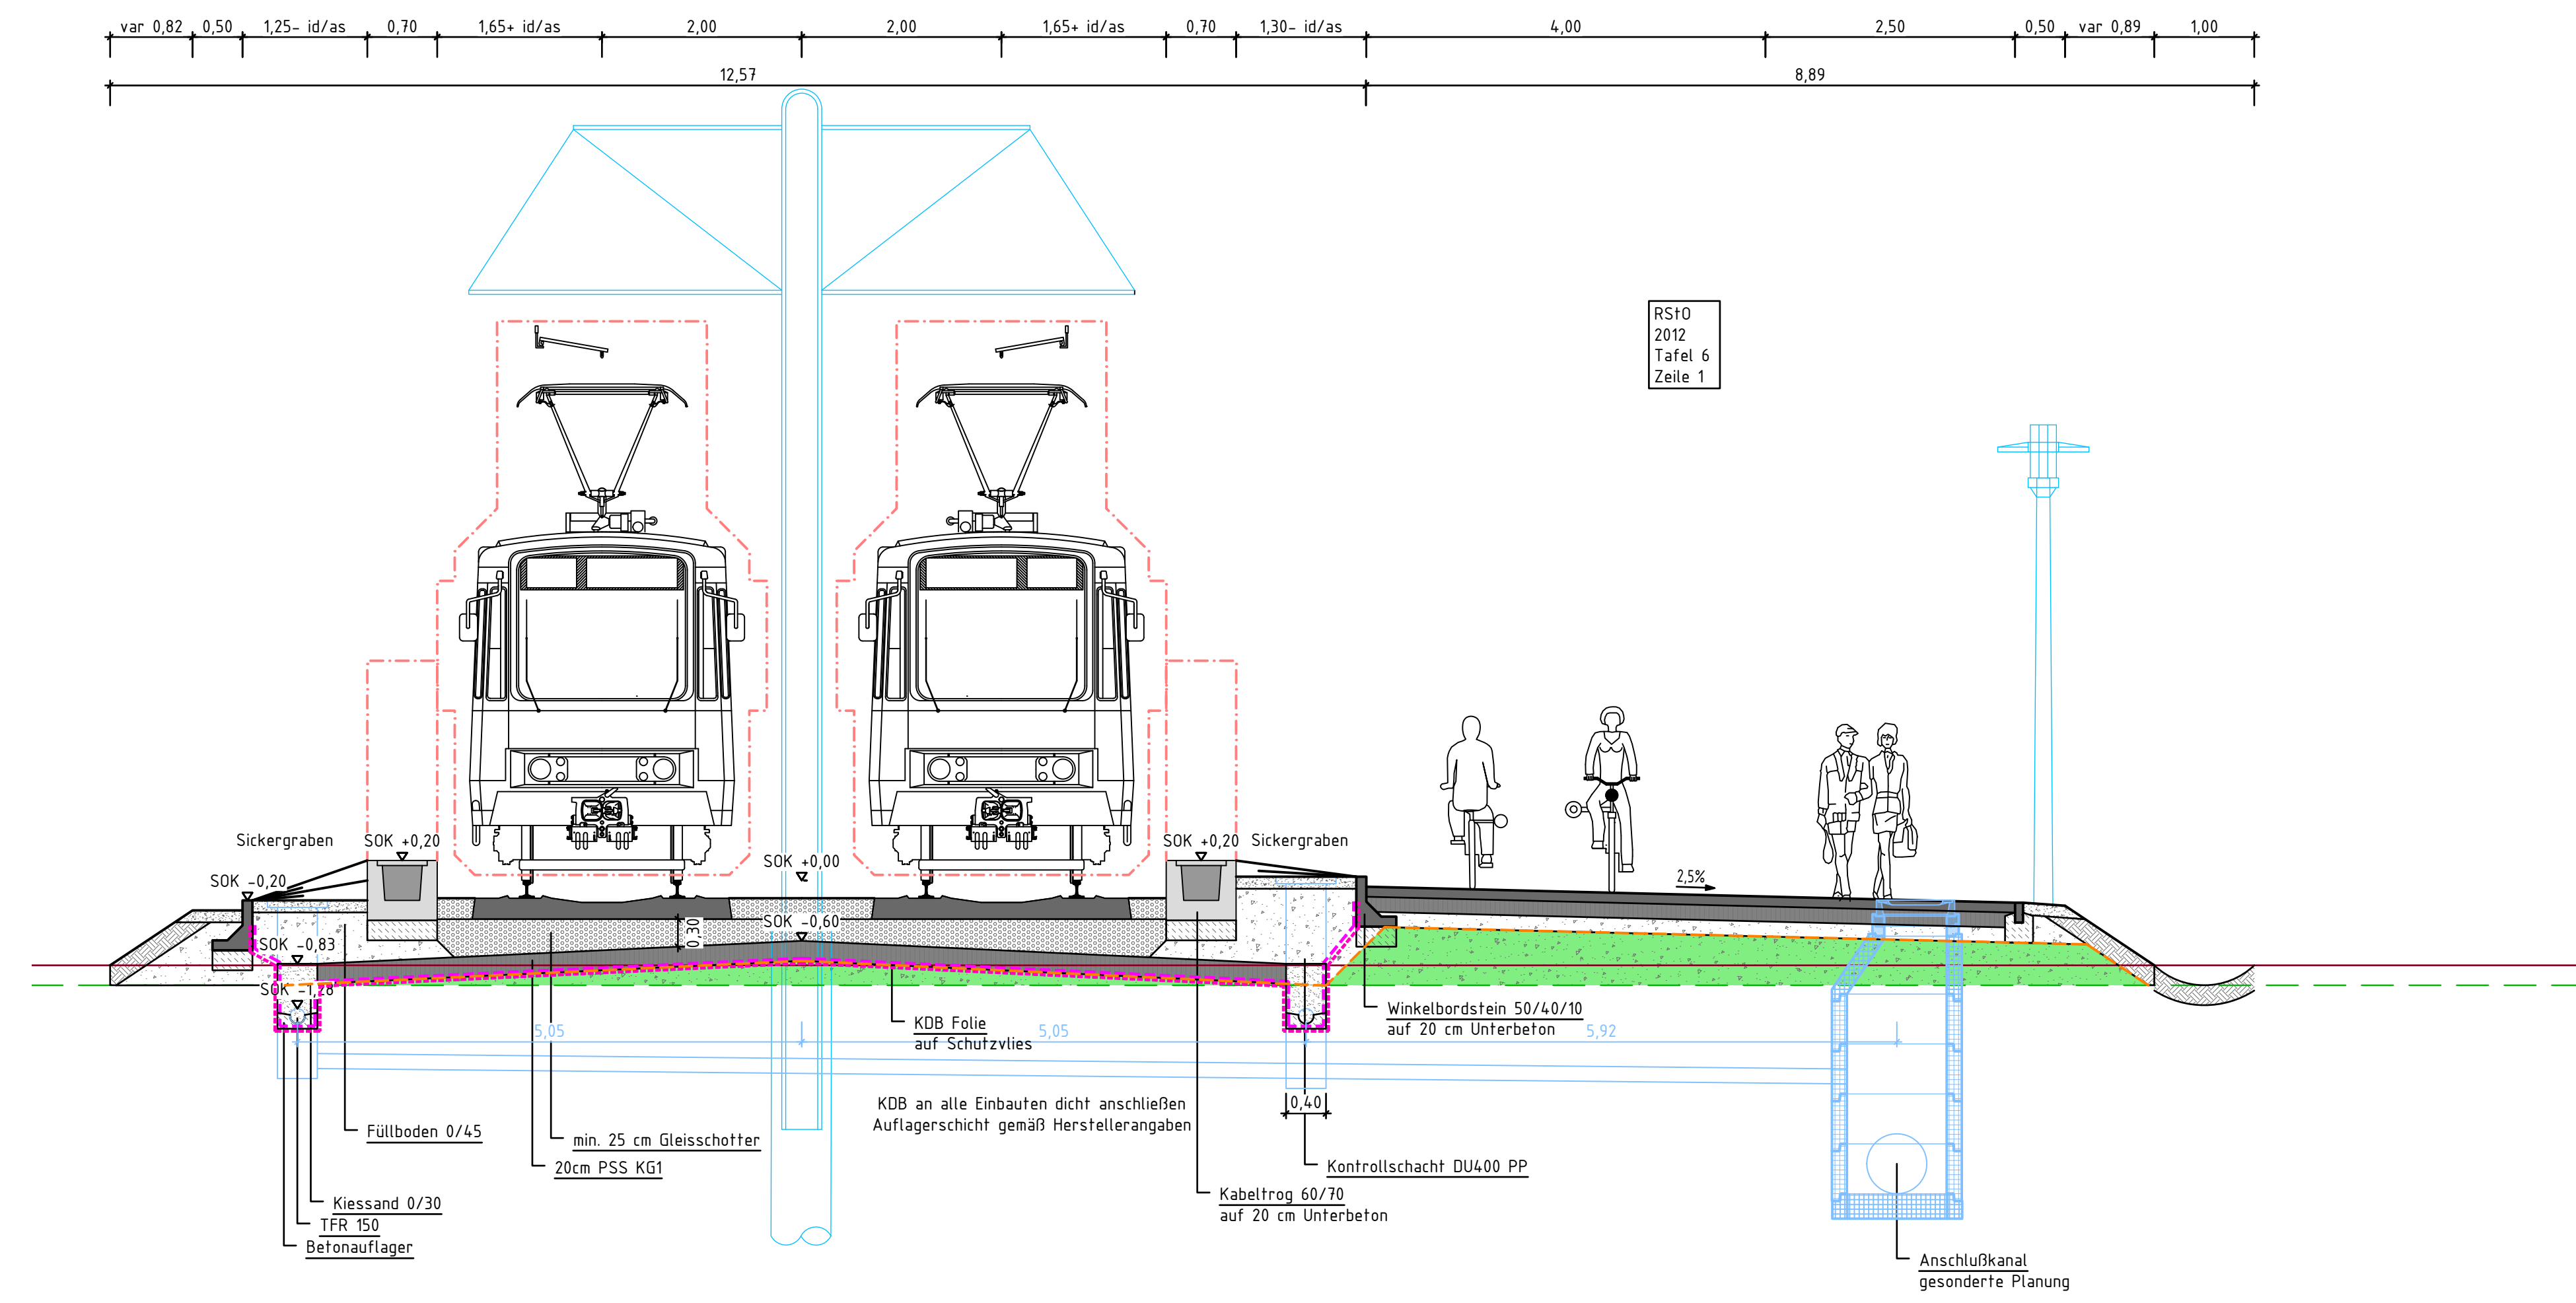 var 0,82
0,50
1,25- id/as
0,70
1,65+ id/as
2,00
2,00
1,65+ id/as
0,70
1,30- id/as
4,00
2,50
0,50
var 0,89
1,00
12,57
8,89
RStO
2012
Tafel 6
Zeile 1
Sickergraben
SOK +0,20
SOK +0,00
SOK +0,20
Sickergraben
SOK -0,20
2,5%
SOK -0,60
0,30
SOK -0,83
SOK -1,28
5,05
5,05
5,92
KDB Folie
auf Schutzvlies
Winkelbordstein 50/40/10
auf 20 cm Unterbeton
KDB an alle Einbauten dicht anschließen
Auflagerschicht gemäß Herstellerangaben
0,40
Füllboden 0/45
min. 25 cm Gleisschotter
20cm PSS KG1
Kontrollschacht DU400 PP
Kabeltrog 60/70
auf 20 cm Unterbeton
Kiessand 0/30
TFR 150
Betonauflager
Anschlußkanal
gesonderte Planung